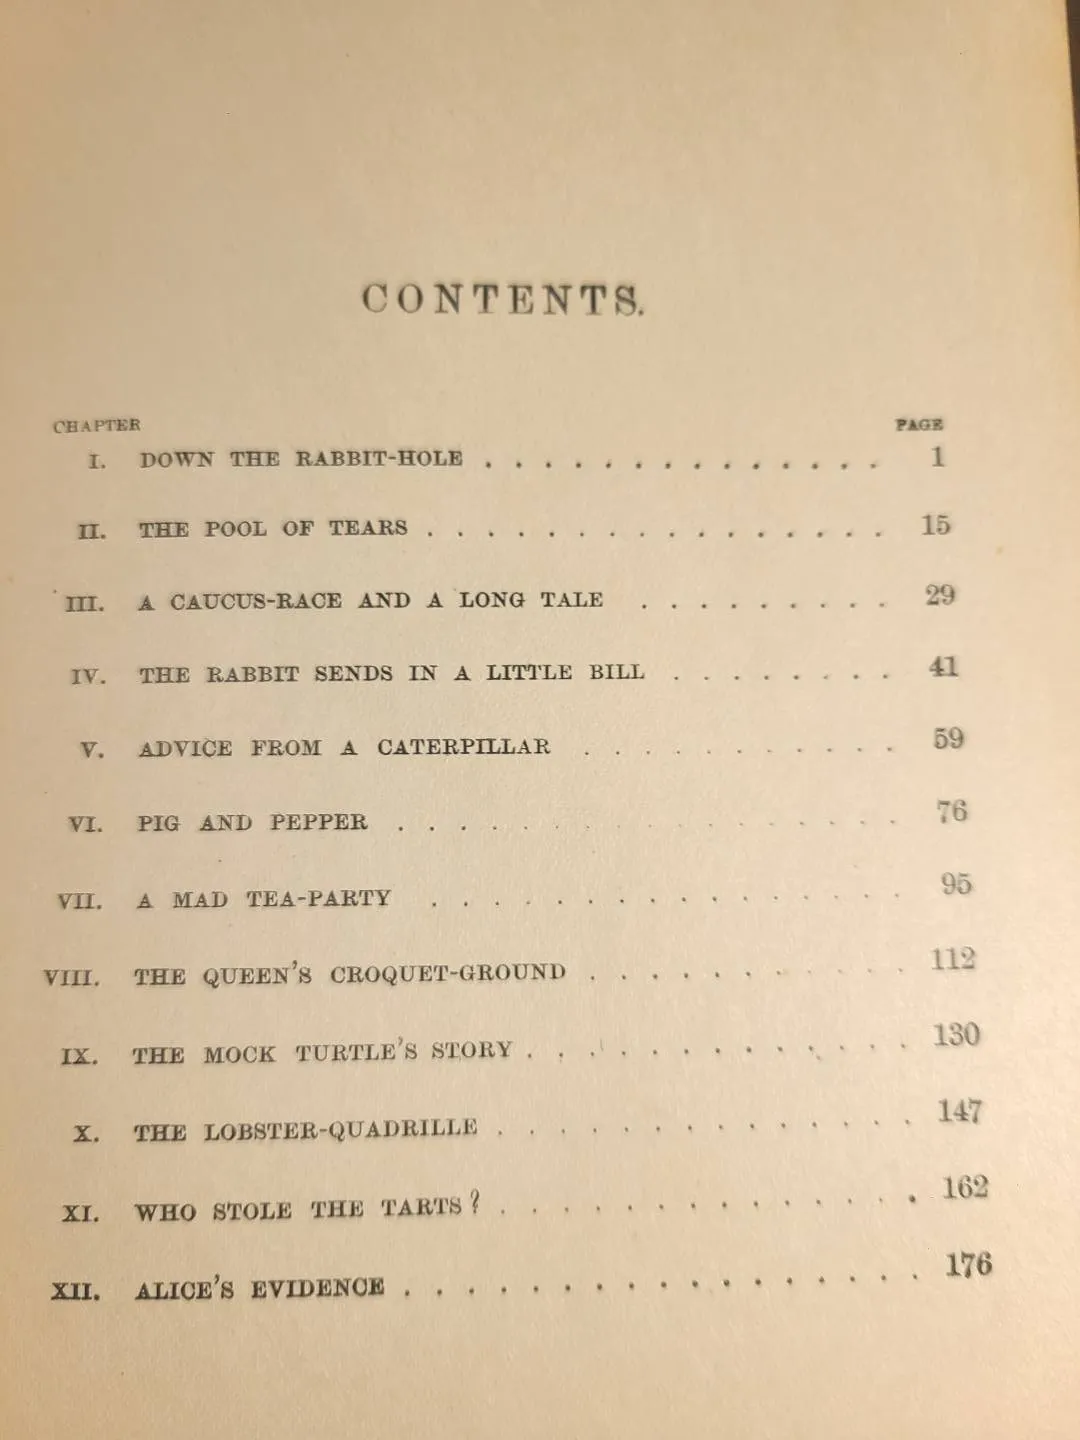 CONTENTS.
CHAPTER PAGE
I. DOWN THE RABBIT-HOLE . . . . . . . . . . . . . . 1
II. THE POOL OF TEARS . . . . . . . . . . . . . . . . 15
III. A CAUCUS-RACE AND A LONG TALE . . . . . . . . . 29
IV. THE RABBIT SENDS IN A LITTLE BILL . . . . . . . . 41
V. ADVICE FROM A CATERPILLAR . . . . . . . . . . . 59
VI. PIG AND PEPPER . . . . . . . . . . . . . . . . . 76
VII. A MAD TEA-PARTY . . . . . . . . . . . . . . . . 95
VIII. THE QUEEN'S CROQUET-GROUND . . . . . . . . . . . 112
IX. THE MOCK TURTLE'S STORY . . . . . . . . . . . . . 130
X. THE LOBSTER-QUADRILLE . . . . . . . . . . . . . . 147
XI. WHO STOLE THE TARTS? . . . . . . . . . . . . . . 162
XII. ALICE'S EVIDENCE . . . . . . . . . . . . . . . . . 176